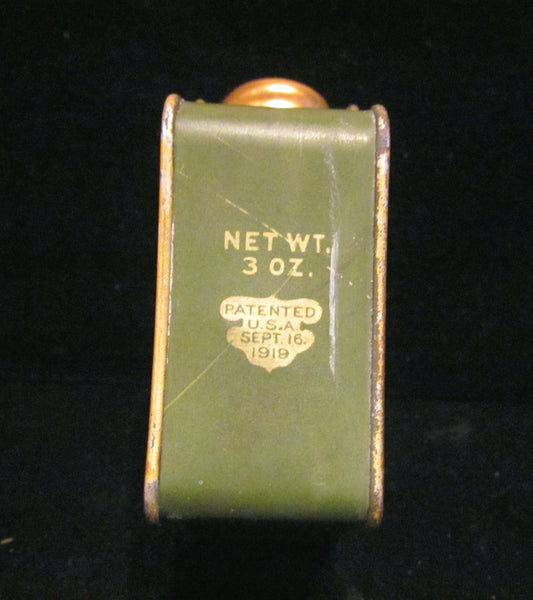 NET WT.
3 OZ.
PATENTED
U.S.A.
SEPT. 16.
1919